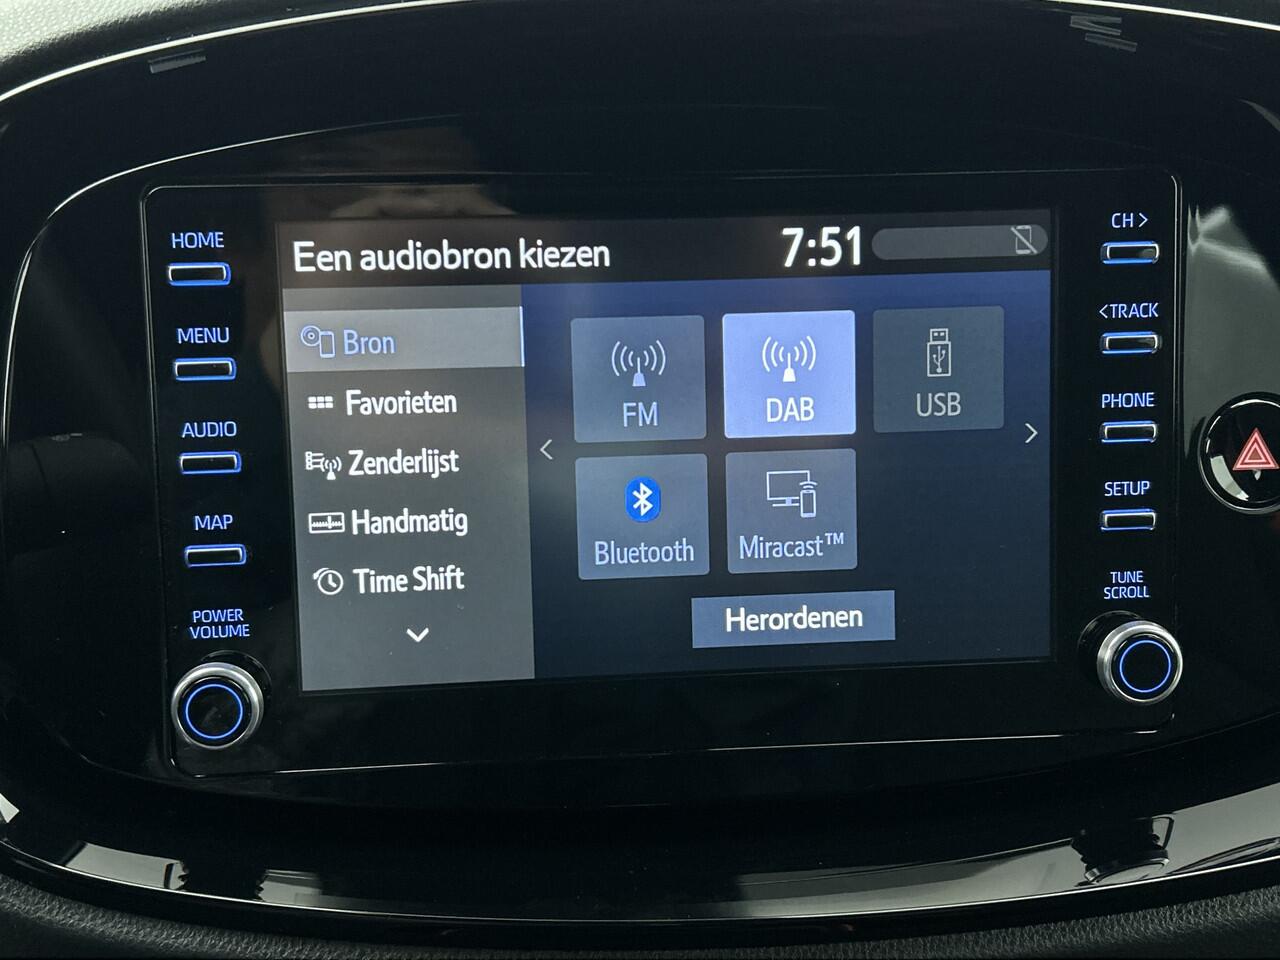 Een audiobron kiezen
7:51
HOME
MENU
AUDIO
MAP
POWER
VOLUME
Bron
Favorieten
Zenderlijst
Handmatig
Time Shift
FM
DAB
USB
Bluetooth
Miracast™
Herordenen
CH>
<TRACK
PHONE
SETUP
TUNE
SCROLL